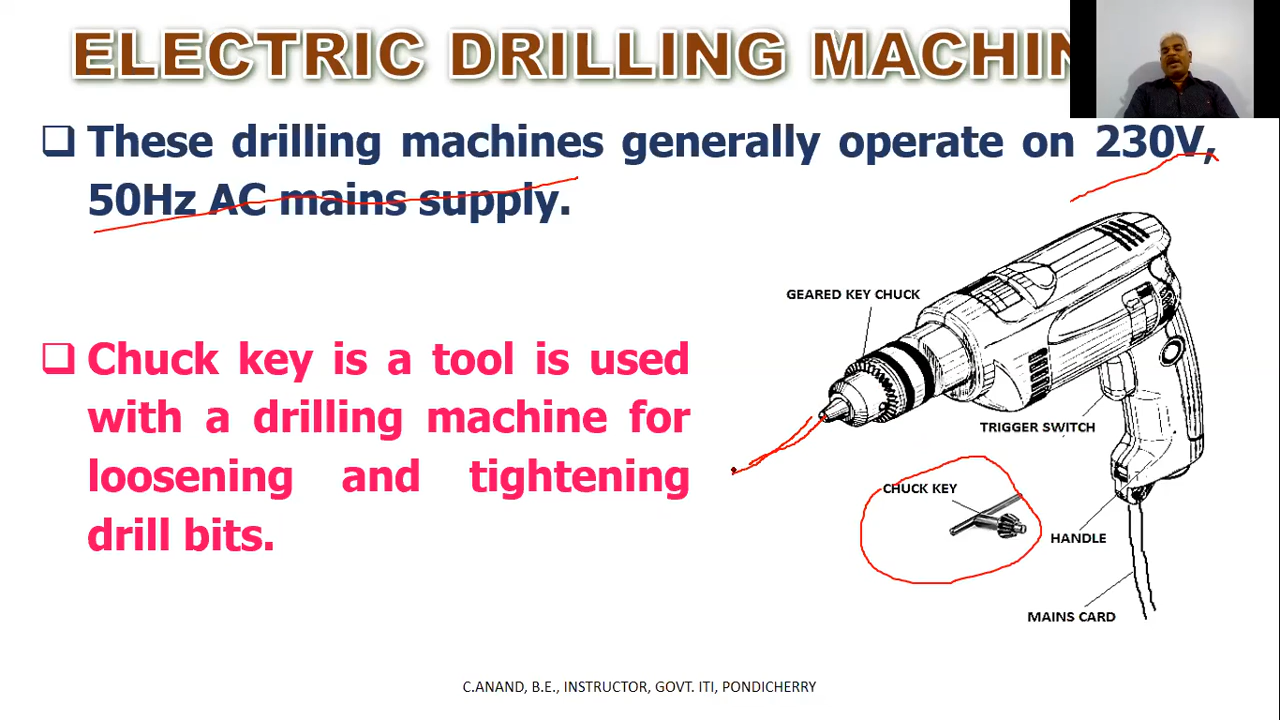 ELECTRIC DRILLING MACHIN
❑ These drilling machines generally operate on 230V,
50Hz AC mains supply.
GEARED KEY CHUCK
❑ Chuck key is a tool is used
with a drilling machine for
loosening and tightening
drill bits.
TRIGGER SWITCH
CHUCK KEY
HANDLE
MAINS CARD
C.ANAND, B.E., INSTRUCTOR, GOVT. ITI, PONDICHERRY